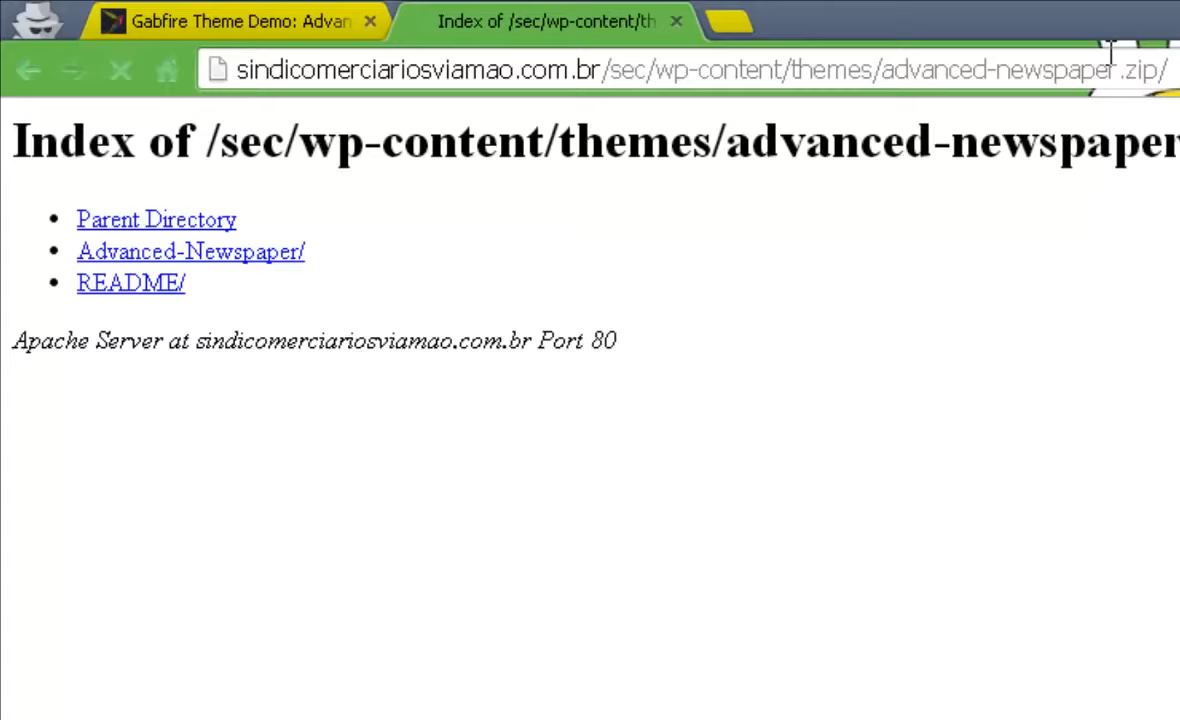 Gabfire Theme Demo: Advan
Index of /sec/wp-content/th
sindicomerciariosviamao.com.br/sec/wp-content/themes/advanced-newspaper.zip/
Index of /sec/wp-content/themes/advanced-newspaper
Parent Directory
Advanced-Newspaper/
README/
Apache Server at sindicomerciariosviamao.com.br Port 80